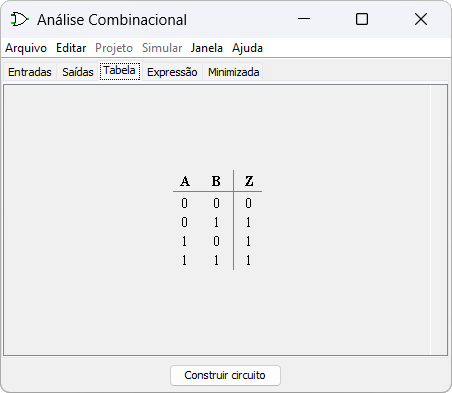 Análise Combinacional
Arquivo Editar Projeto Simular Janela Ajuda
Entradas Saídas Tabela Expressão Minimizada
A B Z
0 0 0
0 1 1
1 0 1
1 1 1
Construir circuito